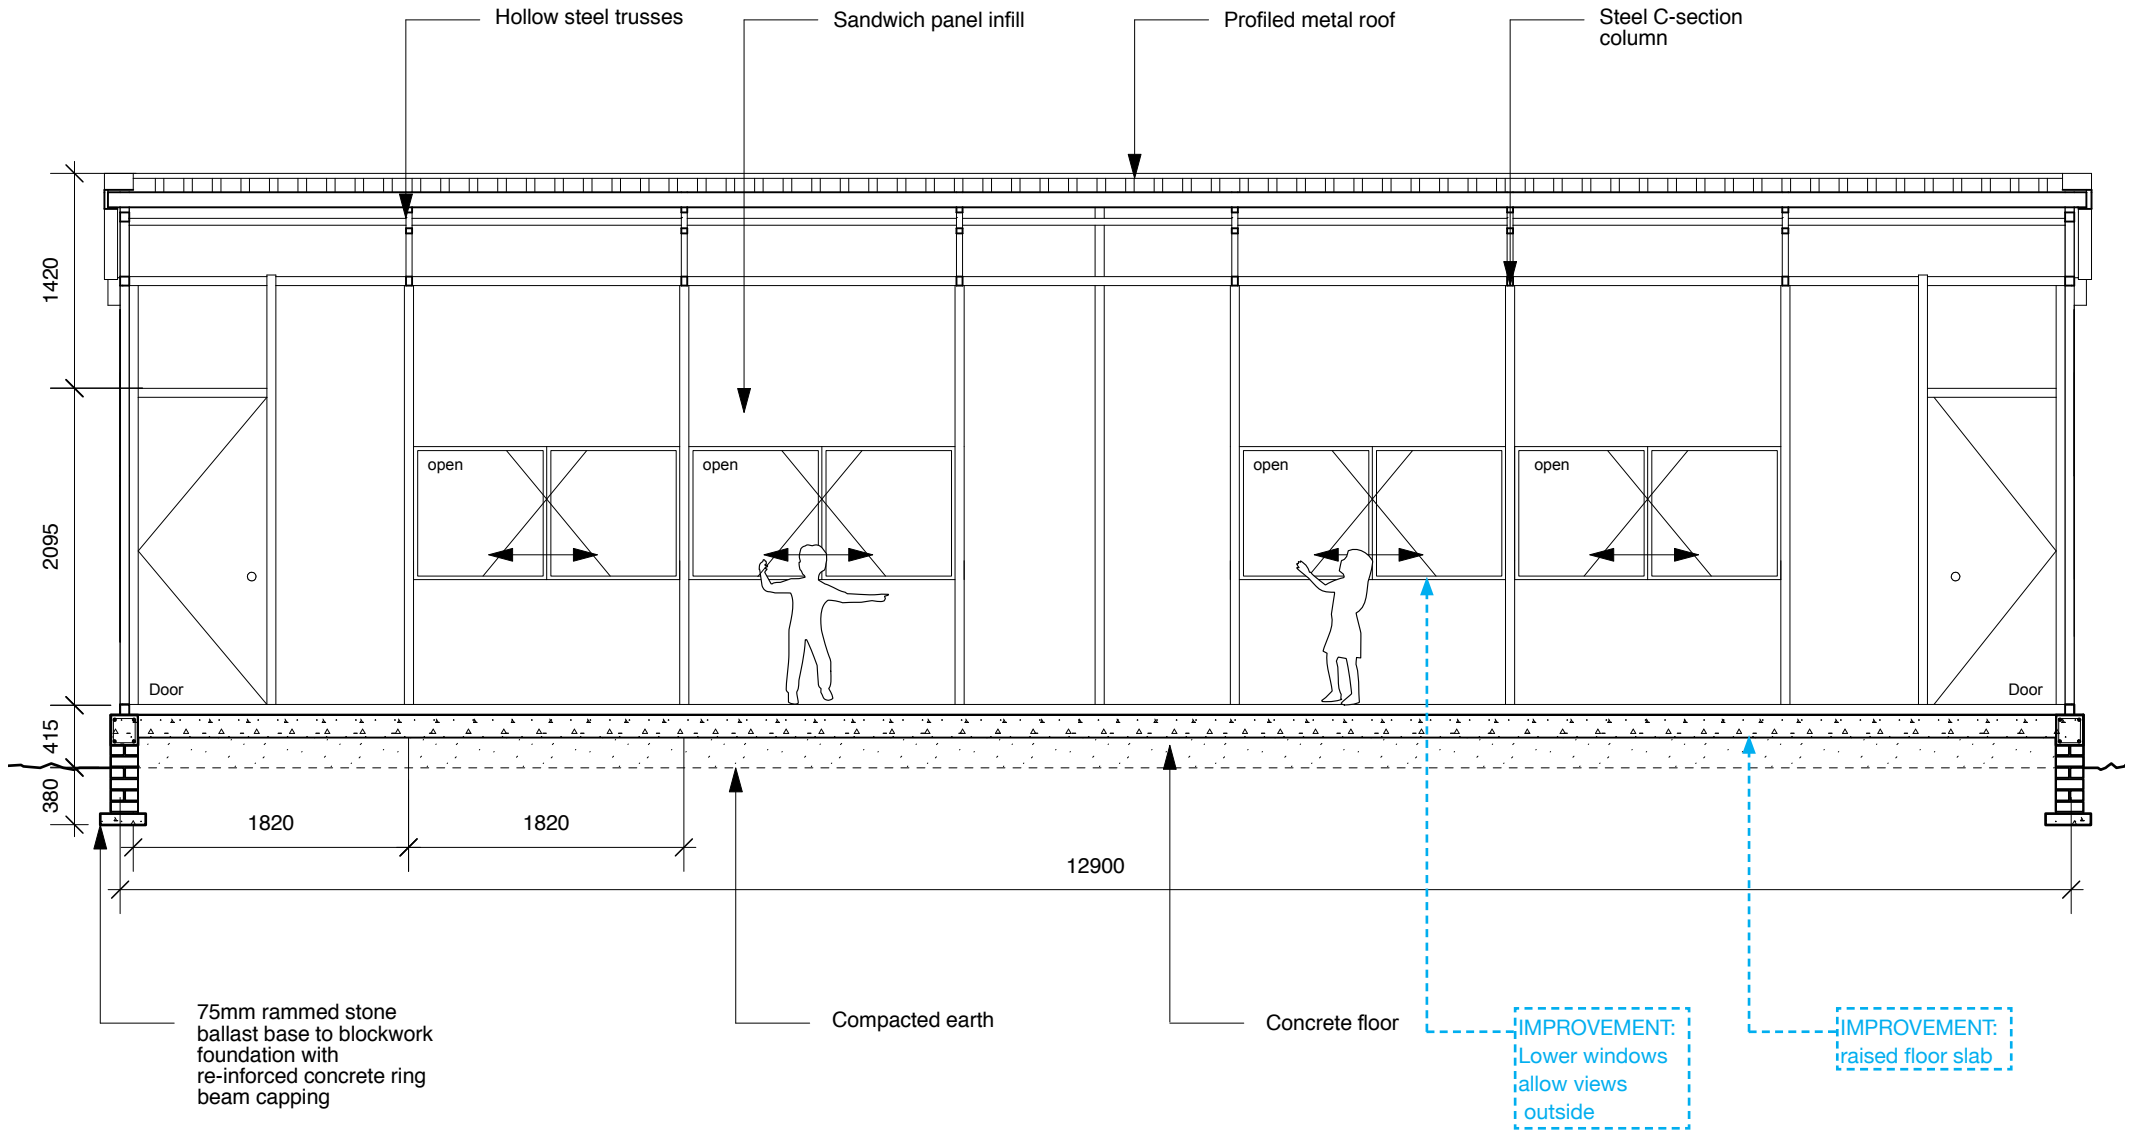 Hollow steel trusses
Sandwich panel infill
Profiled metal roof
Steel C-section
column
1420
2095
415
380
open
open
open
open
Door
Door
1820
1820
12900
75mm rammed stone
ballast base to blockwork
foundation with
re-inforced concrete ring
beam capping
Compacted earth
Concrete floor
IMPROVEMENT:
Lower windows
allow views
outside
IMPROVEMENT:
raised floor slab